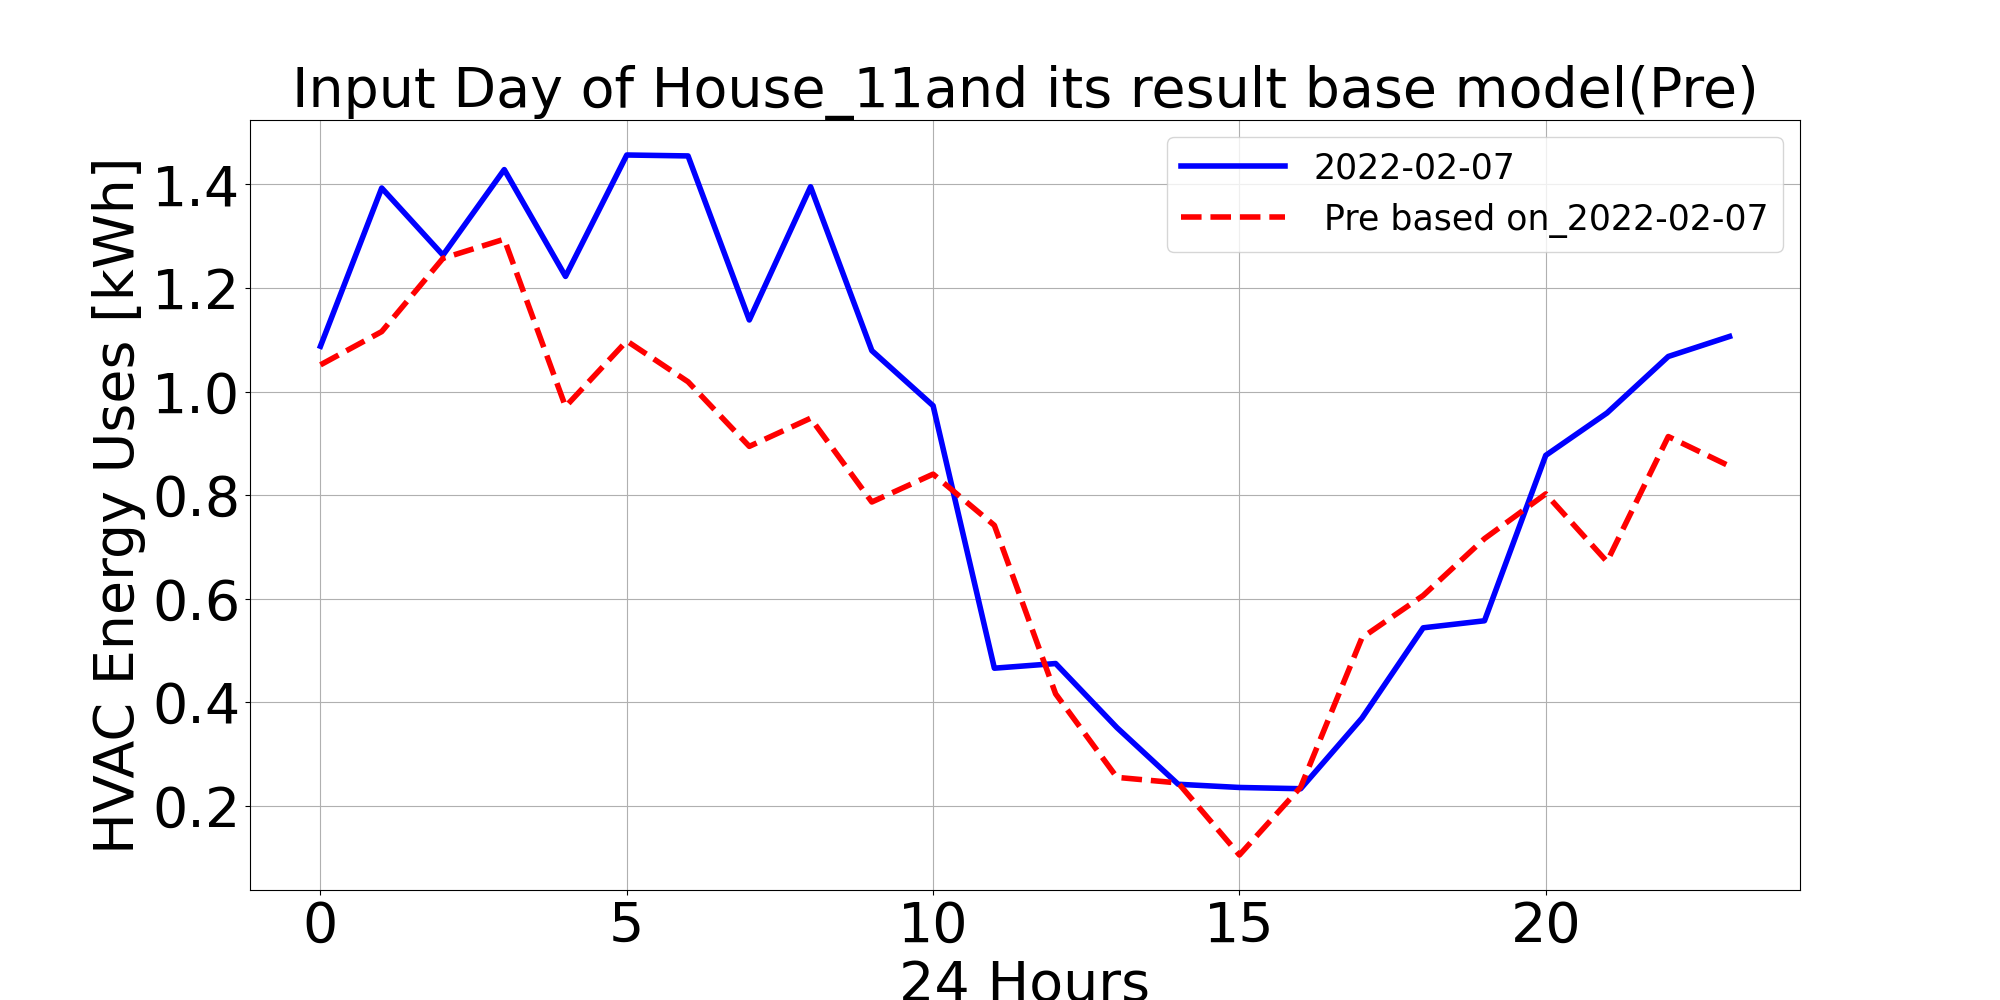 Input Day of House_11and its result base model(Pre)
HVAC Energy Uses [kWh]
1.4
1.2
1.0
0.8
0.6
0.4
0.2
2022-02-07
Pre based on_2022-02-07
0 5 10 15 20
24 Hours